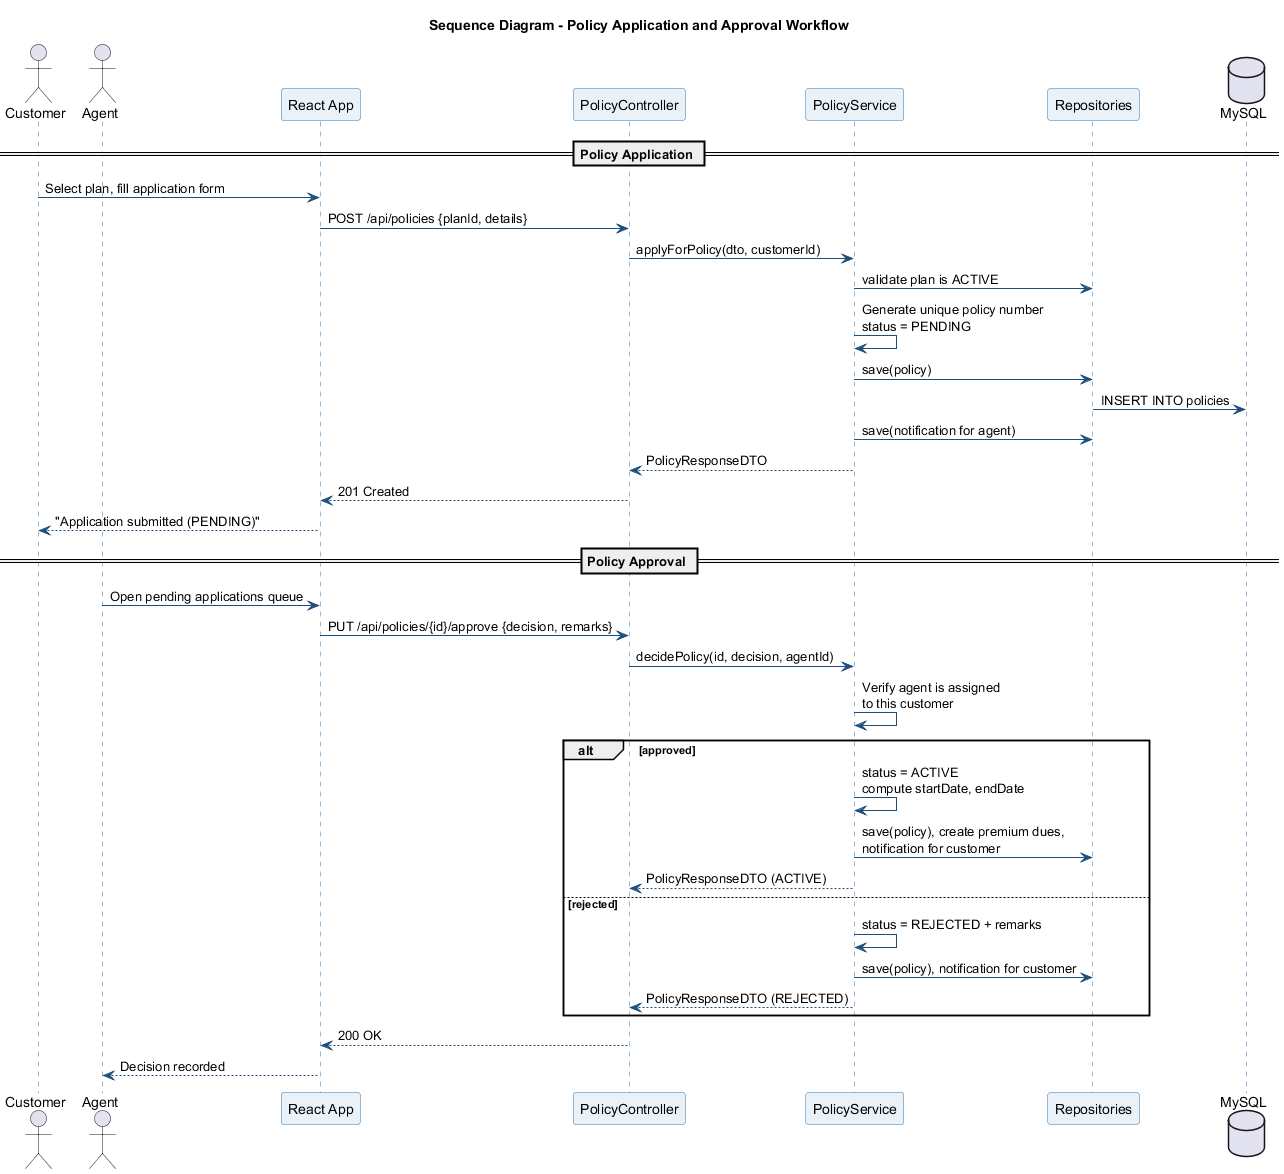 Sequence Diagram - Policy Application and Approval Workflow
Customer
Agent
React App
PolicyController
PolicyService
Repositories
MySQL
Policy Application
Select plan, fill application form
POST /api/policies {planId, details}
applyForPolicy(dto, customerId)
validate plan is ACTIVE
Generate unique policy number
status = PENDING
save(policy)
INSERT INTO policies
save(notification for agent)
PolicyResponseDTO
201 Created
"Application submitted (PENDING)"
Policy Approval
Open pending applications queue
PUT /api/policies/{id}/approve {decision, remarks}
decidePolicy(id, decision, agentId)
Verify agent is assigned
to this customer
alt
[approved]
status = ACTIVE
compute startDate, endDate
save(policy), create premium dues,
notification for customer
PolicyResponseDTO (ACTIVE)
[rejected]
status = REJECTED + remarks
save(policy), notification for customer
PolicyResponseDTO (REJECTED)
200 OK
Decision recorded
Customer
Agent
React App
PolicyController
PolicyService
Repositories
MySQL